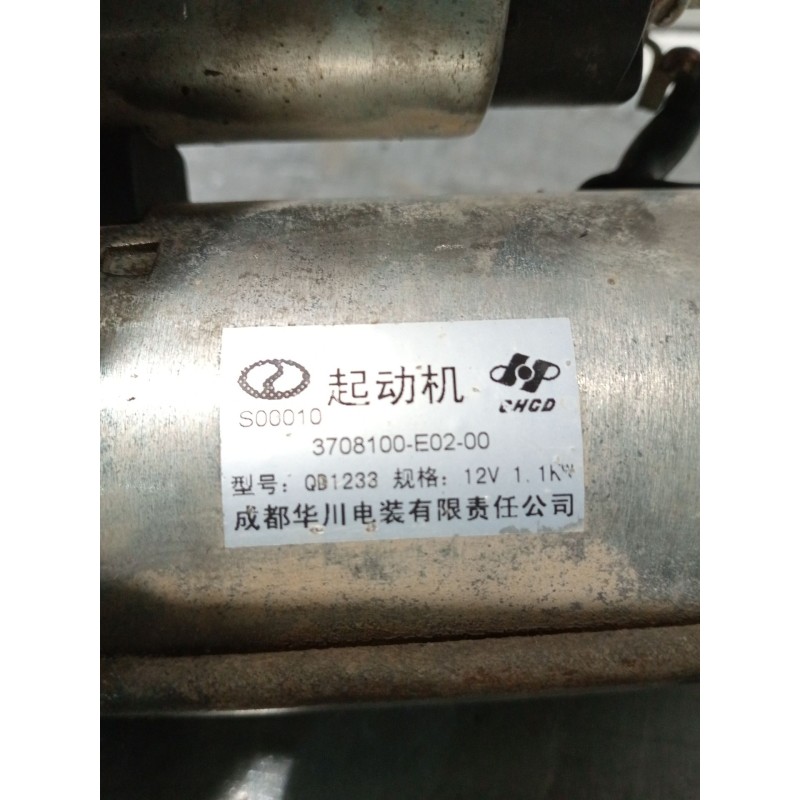 起动机
CHCD
S00010
3708100-E02-00
型号：QD1233 规格：12V 1.1KW
成都华川电装有限责任公司